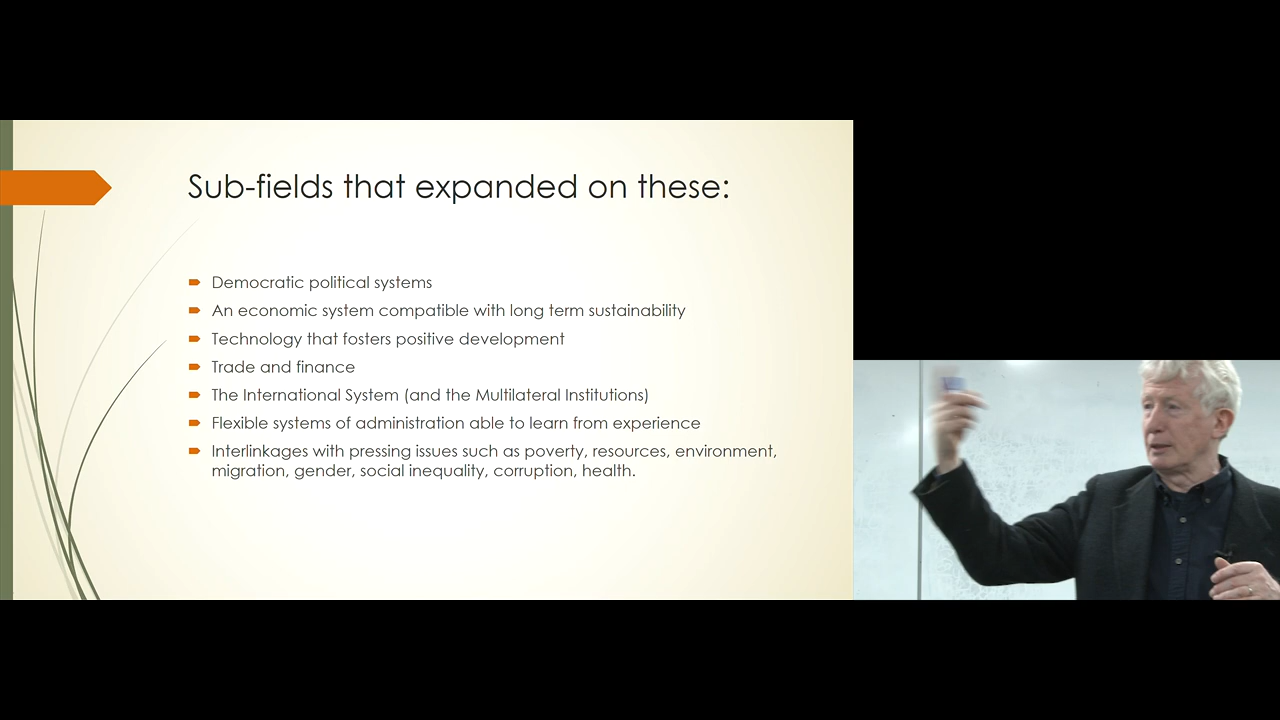 Sub-fields that expanded on these:
Democratic political systems
An economic system compatible with long term sustainability
Technology that fosters positive development
Trade and finance
The International System (and the Multilateral Institutions)
Flexible systems of administration able to learn from experience
Interlinkages with pressing issues such as poverty, resources, environment,
migration, gender, social inequality, corruption, health.